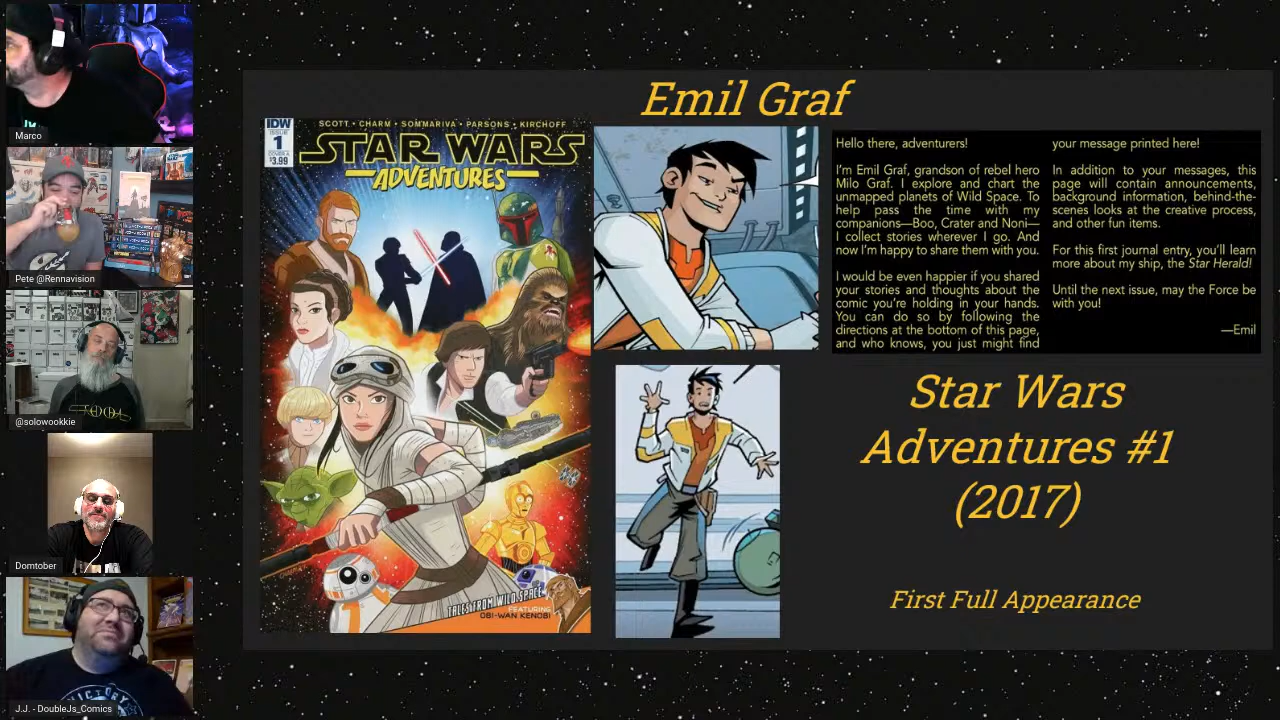 Marco
Pete @Rennavision
@solowookkie
Domtober
J.J. - DoubleJs_Comics
Emil Graf
IDW
1
$3.99
SCOTT • CHARM • SOMMARIVA • PARSONS • KIRCHOFF
STAR WARS
ADVENTURES
TALES FROM WILD SPACE
FEATURING
OBI-WAN KENOBI
Hello there, adventurers!
I'm Emil Graf, grandson of rebel hero
Milo Graf. I explore and chart the
unmapped planets of Wild Space. To
help pass the time with my
companions—Boo, Crater and Noni—
I collect stories wherever I go. And
now I'm happy to share them with you.
I would be even happier if you shared
your stories and thoughts about the
comic you're holding in your hands.
You can do so by following the
directions at the bottom of this page,
and who knows, you just might find
your message printed here!
In addition to your messages, this
page will contain announcements,
background information, behind-the-
scenes looks at the creative process,
and other fun items.
For this first journal entry, you'll learn
more about my ship, the Star Herald!
Until the next issue, may the Force be
with you!
—Emil
Star Wars
Adventures #1
(2017)
First Full Appearance